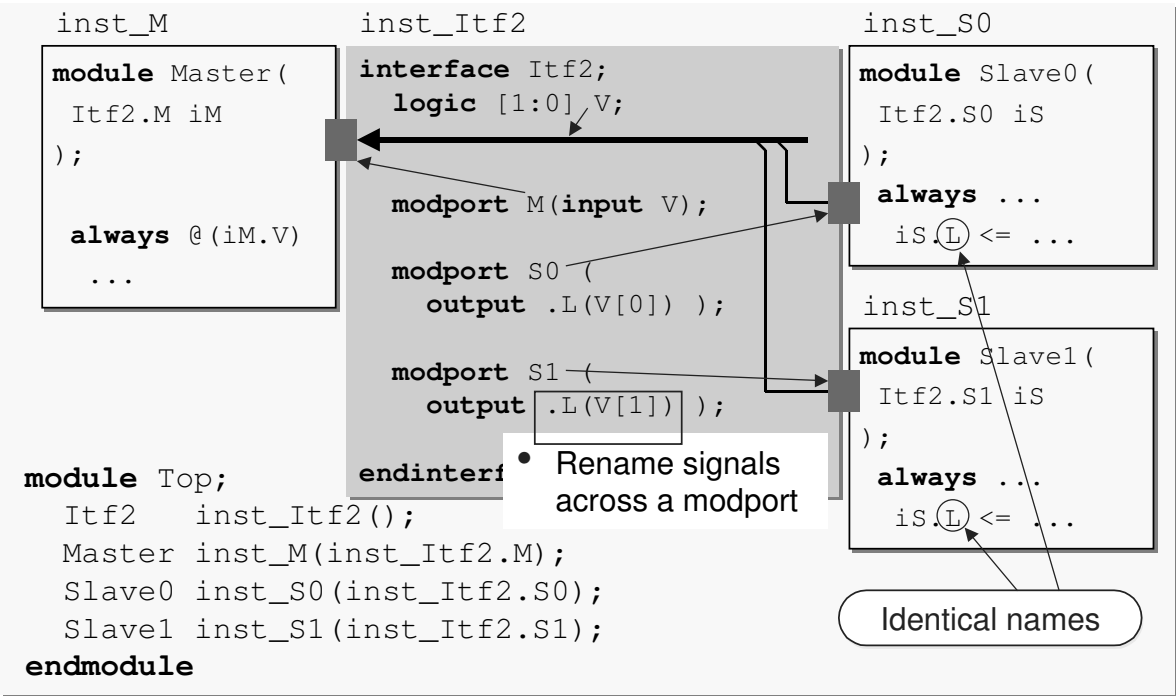 inst_M
module Master(
Itf2.M iM
);
always @(iM.V)
...
inst_Itf2
interface Itf2;
logic [1:0] V;
modport M(input V);
modport S0 (
output .L(V[0]) );
modport S1 (
output .L(V[1]) );
endinterf
• Rename signals
across a modport
inst_S0
module Slave0(
Itf2.S0 iS
);
always ...
iS.L <= ...
inst_S1
module Slave1(
Itf2.S1 iS
);
always ...
iS.L <= ...
Identical names
module Top;
Itf2 inst_Itf2();
Master inst_M(inst_Itf2.M);
Slave0 inst_S0(inst_Itf2.S0);
Slave1 inst_S1(inst_Itf2.S1);
endmodule